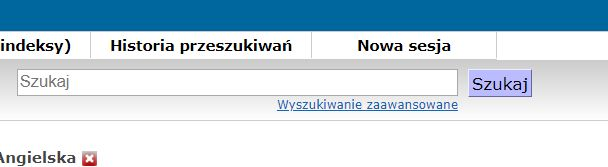 indeksy) Historia przeszukiwań Nowa sesja
Szukaj Szukaj
Wyszukiwanie zaawansowane
Angielska